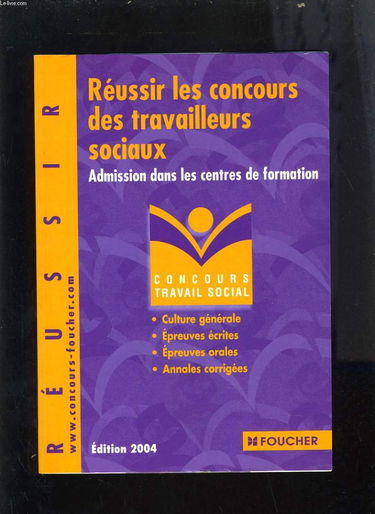 Le-livre.com
Réussir les concours
des travailleurs
sociaux
Admission dans les centres de formation
CONCOURS
TRAVAIL SOCIAL
• Culture générale
• Épreuves écrites
• Épreuves orales
• Annales corrigées
Édition 2004
FOUCHER
RÉUSSIR
www.concours-foucher.com